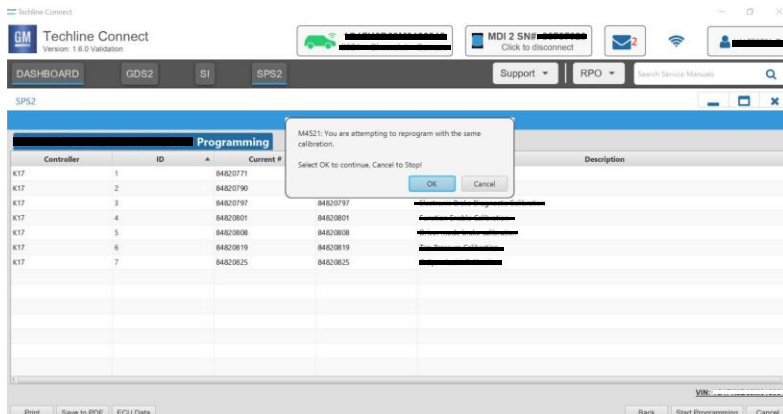 Techline Connect
GM
Techline Connect
Version: 1.6.0 Validation
MDI 2 SN#
Click to disconnect
2
DASHBOARD GDS2 SI SPS2 Support RPO Search Service Manuals
SPS2
Programming
M4521: You are attempting to reprogram with the same
calibration.
Select OK to continue, Cancel to Stop!
OK Cancel
Controller ID Current # Description
K17 1 84820771
K17 2 84820790
K17 3 84820797 84820797
K17 4 84820801 84820801
K17 5 84820808 84820808
K17 6 84820819 84820819
K17 7 84820825 84820825
VIN:
Print Save to PDF ECU Data Back Start Programming Cancel